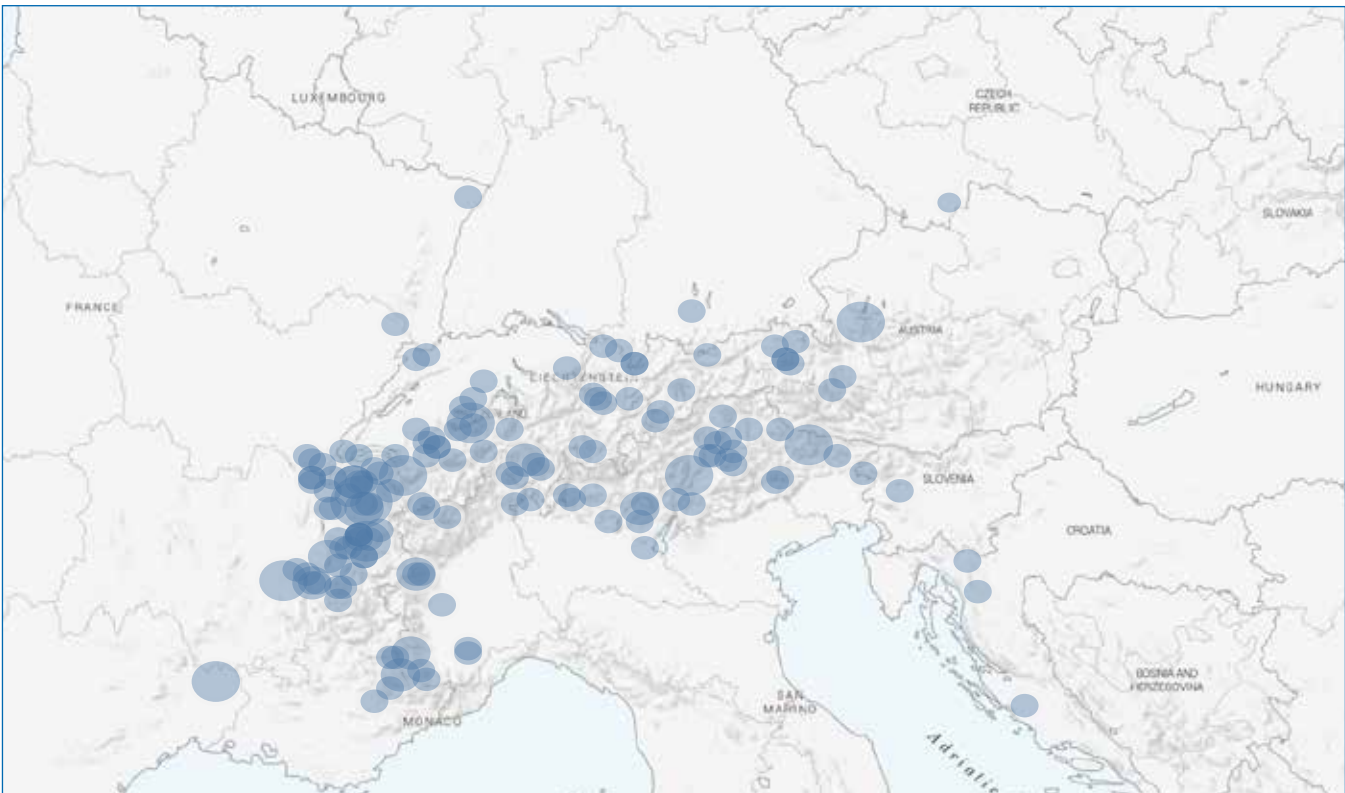 LUXEMBOURG
CZECH
REPUBLIC
SLOVAKIA
FRANCE
AUSTRIA
LIECHTENSTEIN
HUNGARY
SLOVENIA
CROATIA
BOSNIA AND
HERZEGOVINA
SAN
MARINO
MONACO
Adriatic